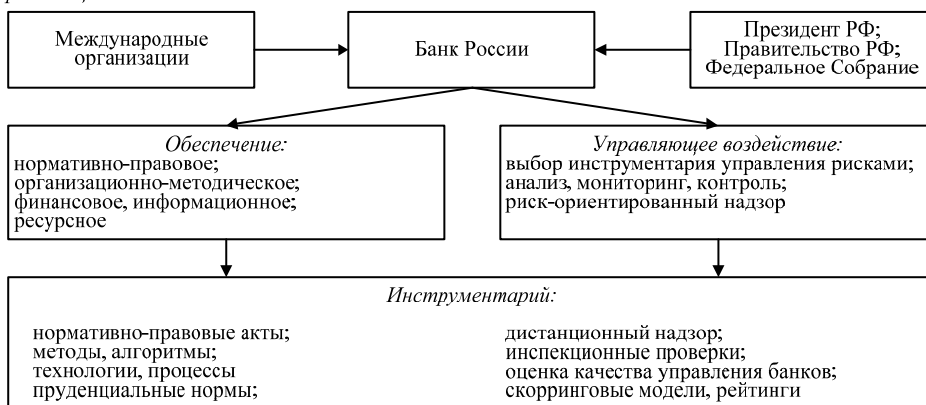 Международные
организации
Банк России
Президент РФ;
Правительство РФ;
Федеральное Собрание
Обеспечение:
нормативно-правовое;
организационно-методическое;
финансовое, информационное;
ресурсное
Управляющее воздействие:
выбор инструментария управления рисками;
анализ, мониторинг, контроль;
риск-ориентированный надзор
Инструментарий:
нормативно-правовые акты;
методы, алгоритмы;
технологии, процессы
пруденциальные нормы;
дистанционный надзор;
инспекционные проверки;
оценка качества управления банков;
скорринговые модели, рейтинги